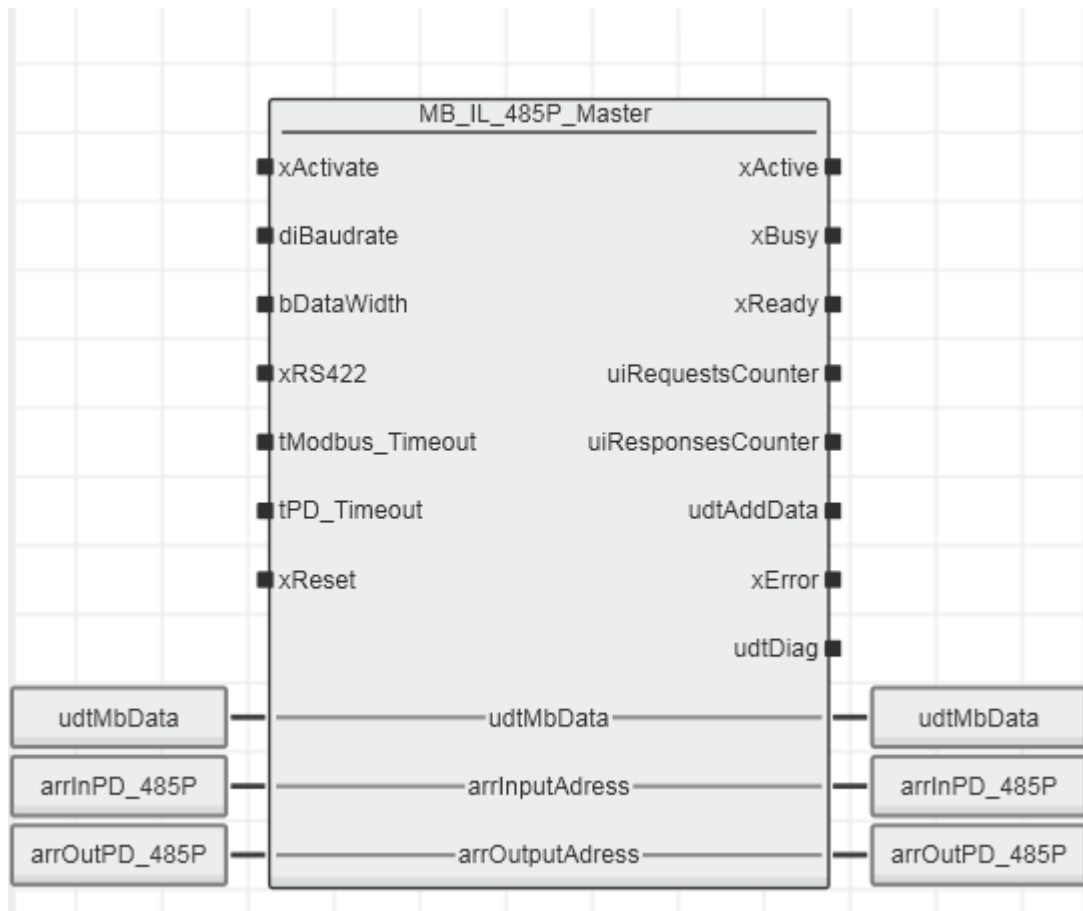 MB_IL_485P_Master
xActivate xActive
diBaudrate xBusy
bDataWidth xReady
xRS422 uiRequestsCounter
tModbus_Timeout uiResponsesCounter
tPD_Timeout udtAddData
xReset xError
udtDiag
udtMbData udtMbData udtMbData
arrInPD_485P arrInputAdress arrInPD_485P
arrOutPD_485P arrOutputAdress arrOutPD_485P